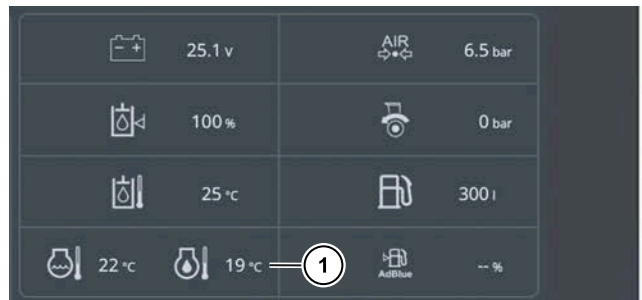 25.1 v
AIR 6.5 bar
100 %
0 bar
25 °C
300 l
22 °C
19 °C
1
AdBlue -- %